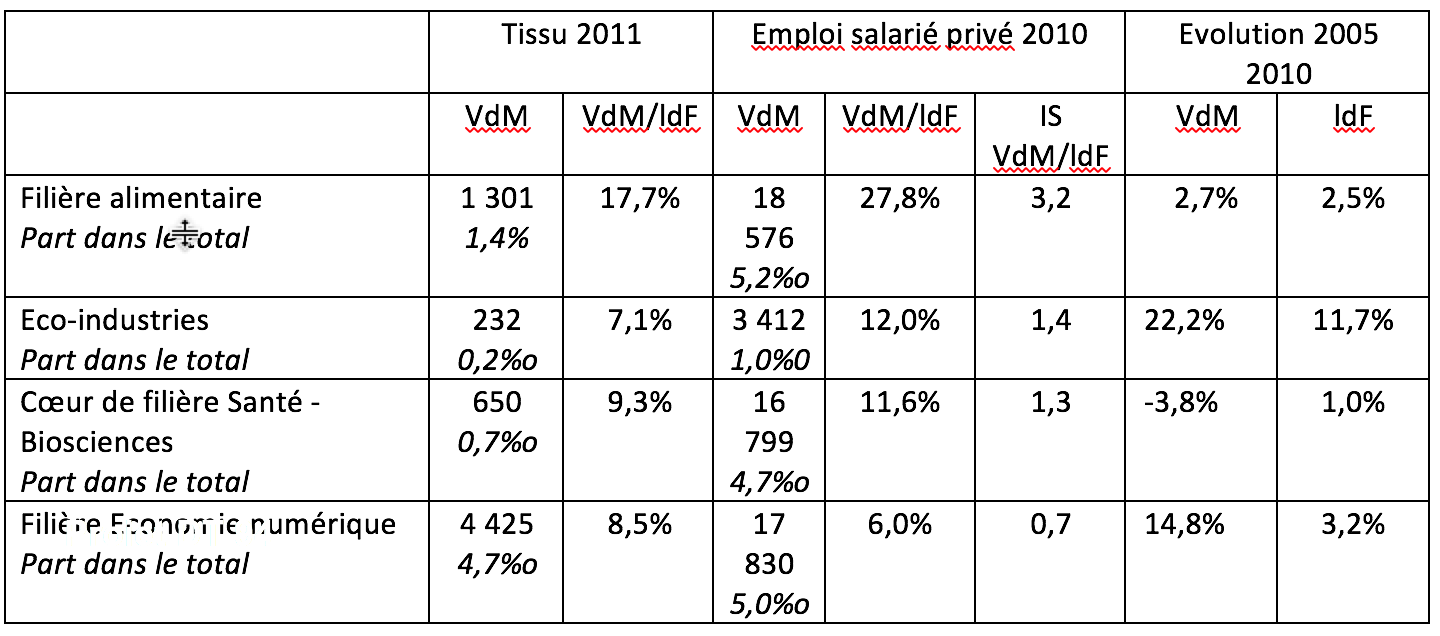 Tissu 2011 Emploi salarié privé 2010 Evolution 2005
2010
VdM VdM/IdF VdM VdM/IdF IS VdM IdF
VdM/IdF
Filière alimentaire 1 301 17,7% 18 27,8% 3,2 2,7% 2,5%
Part dans le total 1,4% 576
5,2%o
Eco-industries 232 7,1% 3 412 12,0% 1,4 22,2% 11,7%
Part dans le total 0,2%o 1,0%0
Cœur de filière Santé - 650 9,3% 16 11,6% 1,3 -3,8% 1,0%
Biosciences 0,7%o 799
Part dans le total 4,7%o
Filière Economie numérique 4 425 8,5% 17 6,0% 0,7 14,8% 3,2%
Part dans le total 4,7%o 830
5,0%o